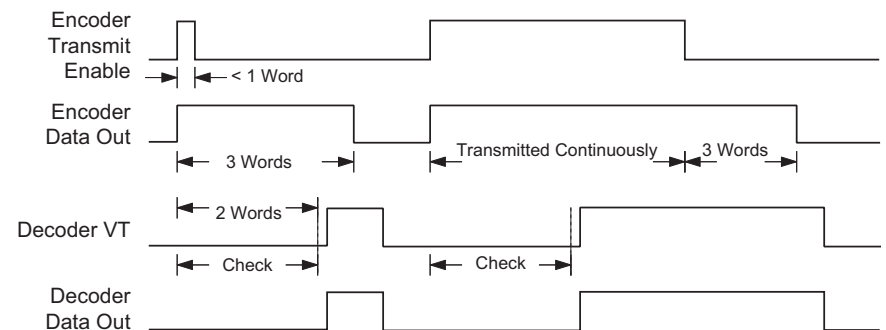 Encoder
Transmit
Enable
< 1 Word
Encoder
Data Out
3 Words
Transmitted Continuously
3 Words
Decoder VT
2 Words
Check
Check
Decoder
Data Out